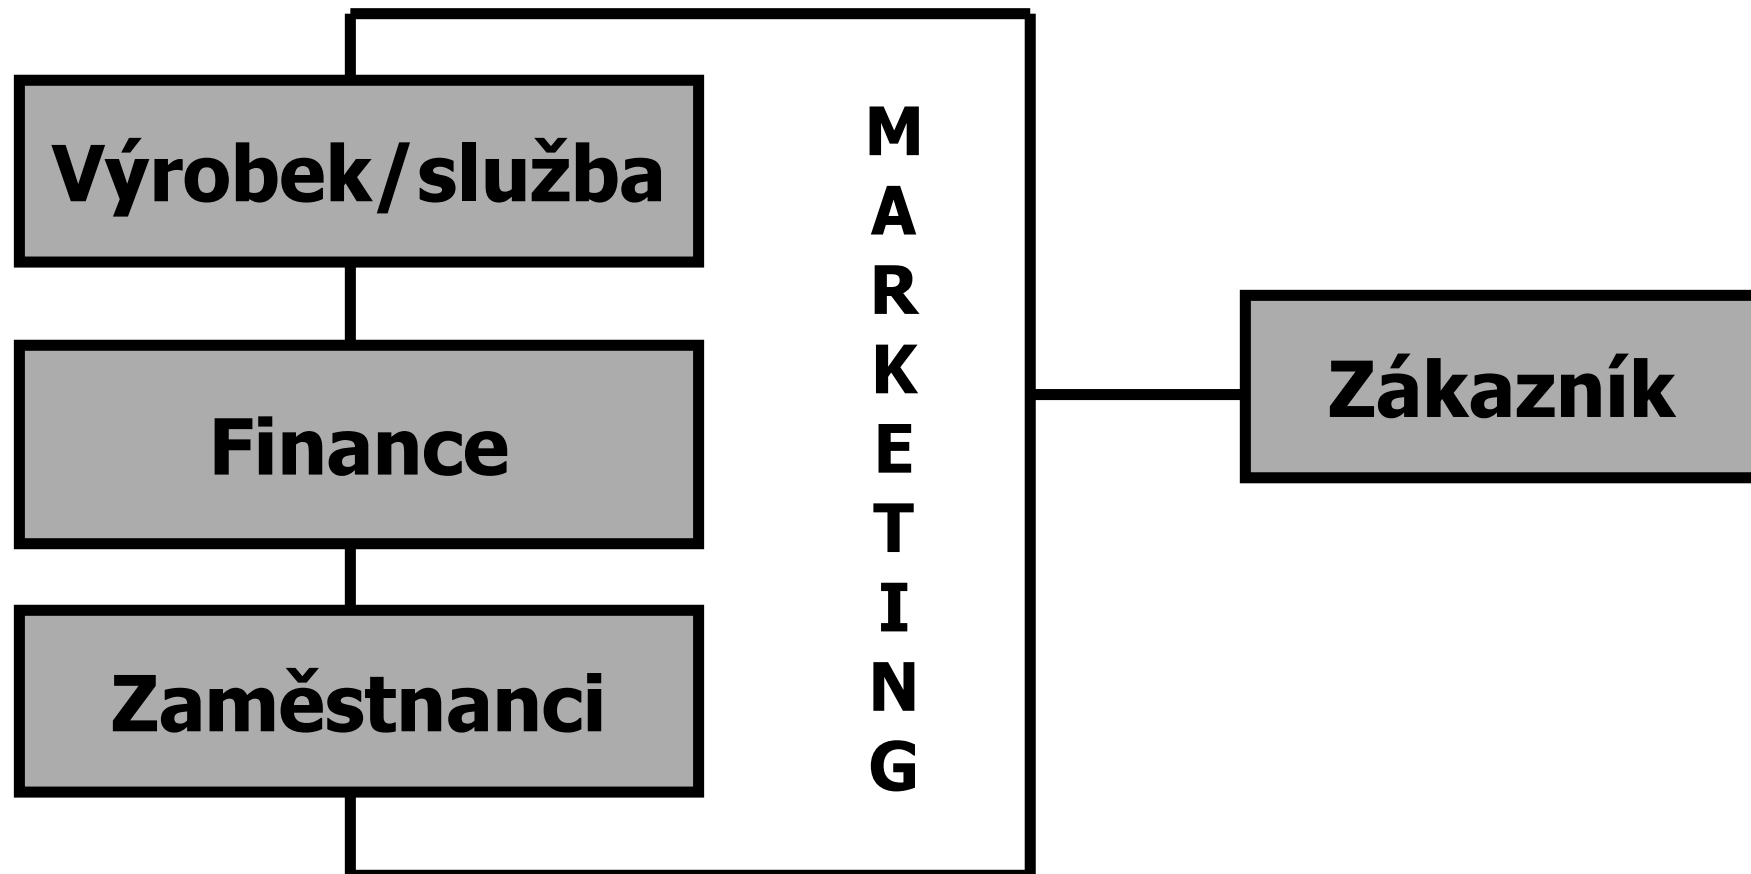 Výrobek/služba
Finance
Zaměstnanci
M
A
R
K
E
T
I
N
G
Zákazník